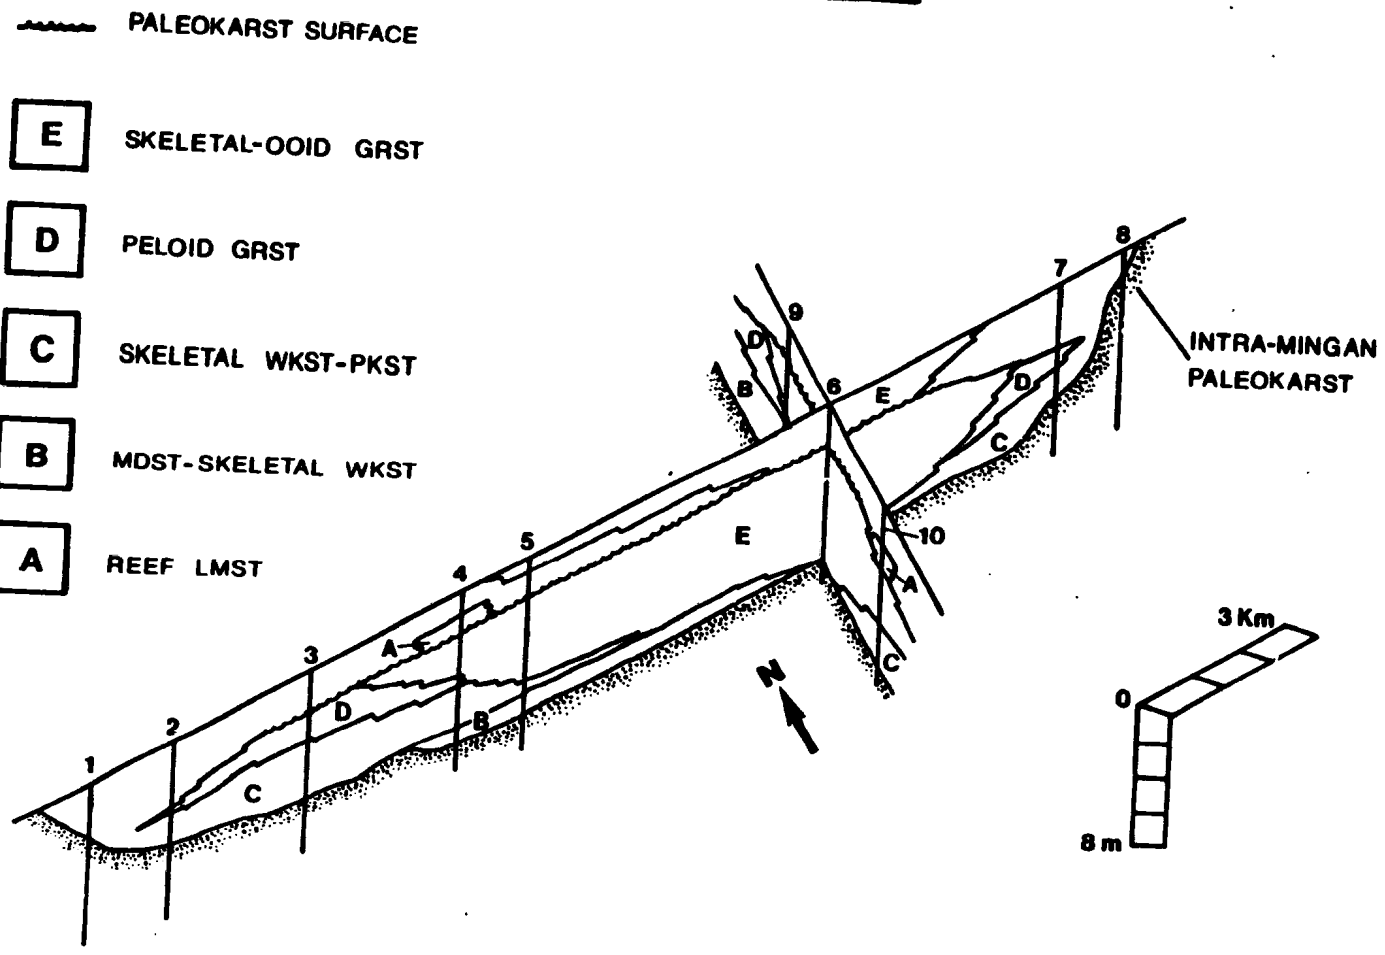 PALEOKARST SURFACE
E SKELETAL-OOID GRST
D PELOID GRST
C SKELETAL WKST-PKST
B MDST-SKELETAL WKST
A REEF LMST
8
7
9
INTRA-MINGAN
PALEOKARST
D
6
E
D
B
C
5
E
10
4
A
A
3
N
3 Km
C
0
D
2
B
1
C
8 m